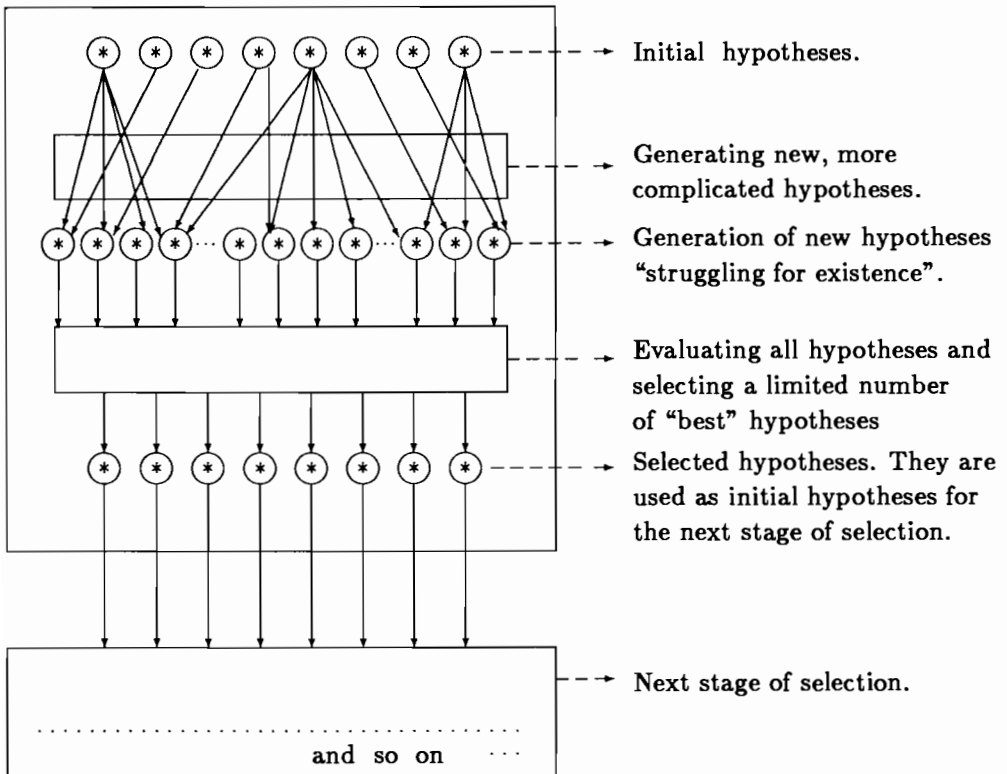 Initial hypotheses.
Generating new, more
complicated hypotheses.
Generation of new hypotheses
“struggling for existence”.
Evaluating all hypotheses and
selecting a limited number
of “best” hypotheses
Selected hypotheses. They are
used as initial hypotheses for
the next stage of selection.
Next stage of selection.
and so on ...